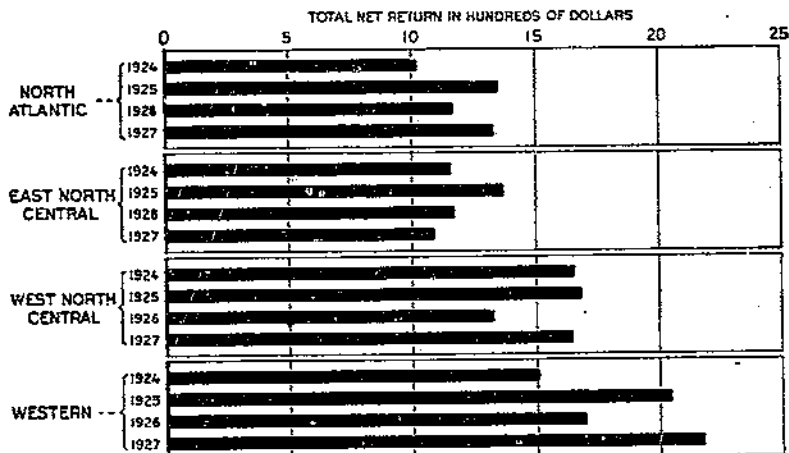 TOTAL NET RETURN IN HUNDREDS OF DOLLARS
0 5 10 15 20 25
NORTH ATLANTIC
1924
1925
1926
1927
EAST NORTH CENTRAL
1924
1925
1926
1927
WEST NORTH CENTRAL
1924
1925
1926
1927
WESTERN
1924
1925
1926
1927